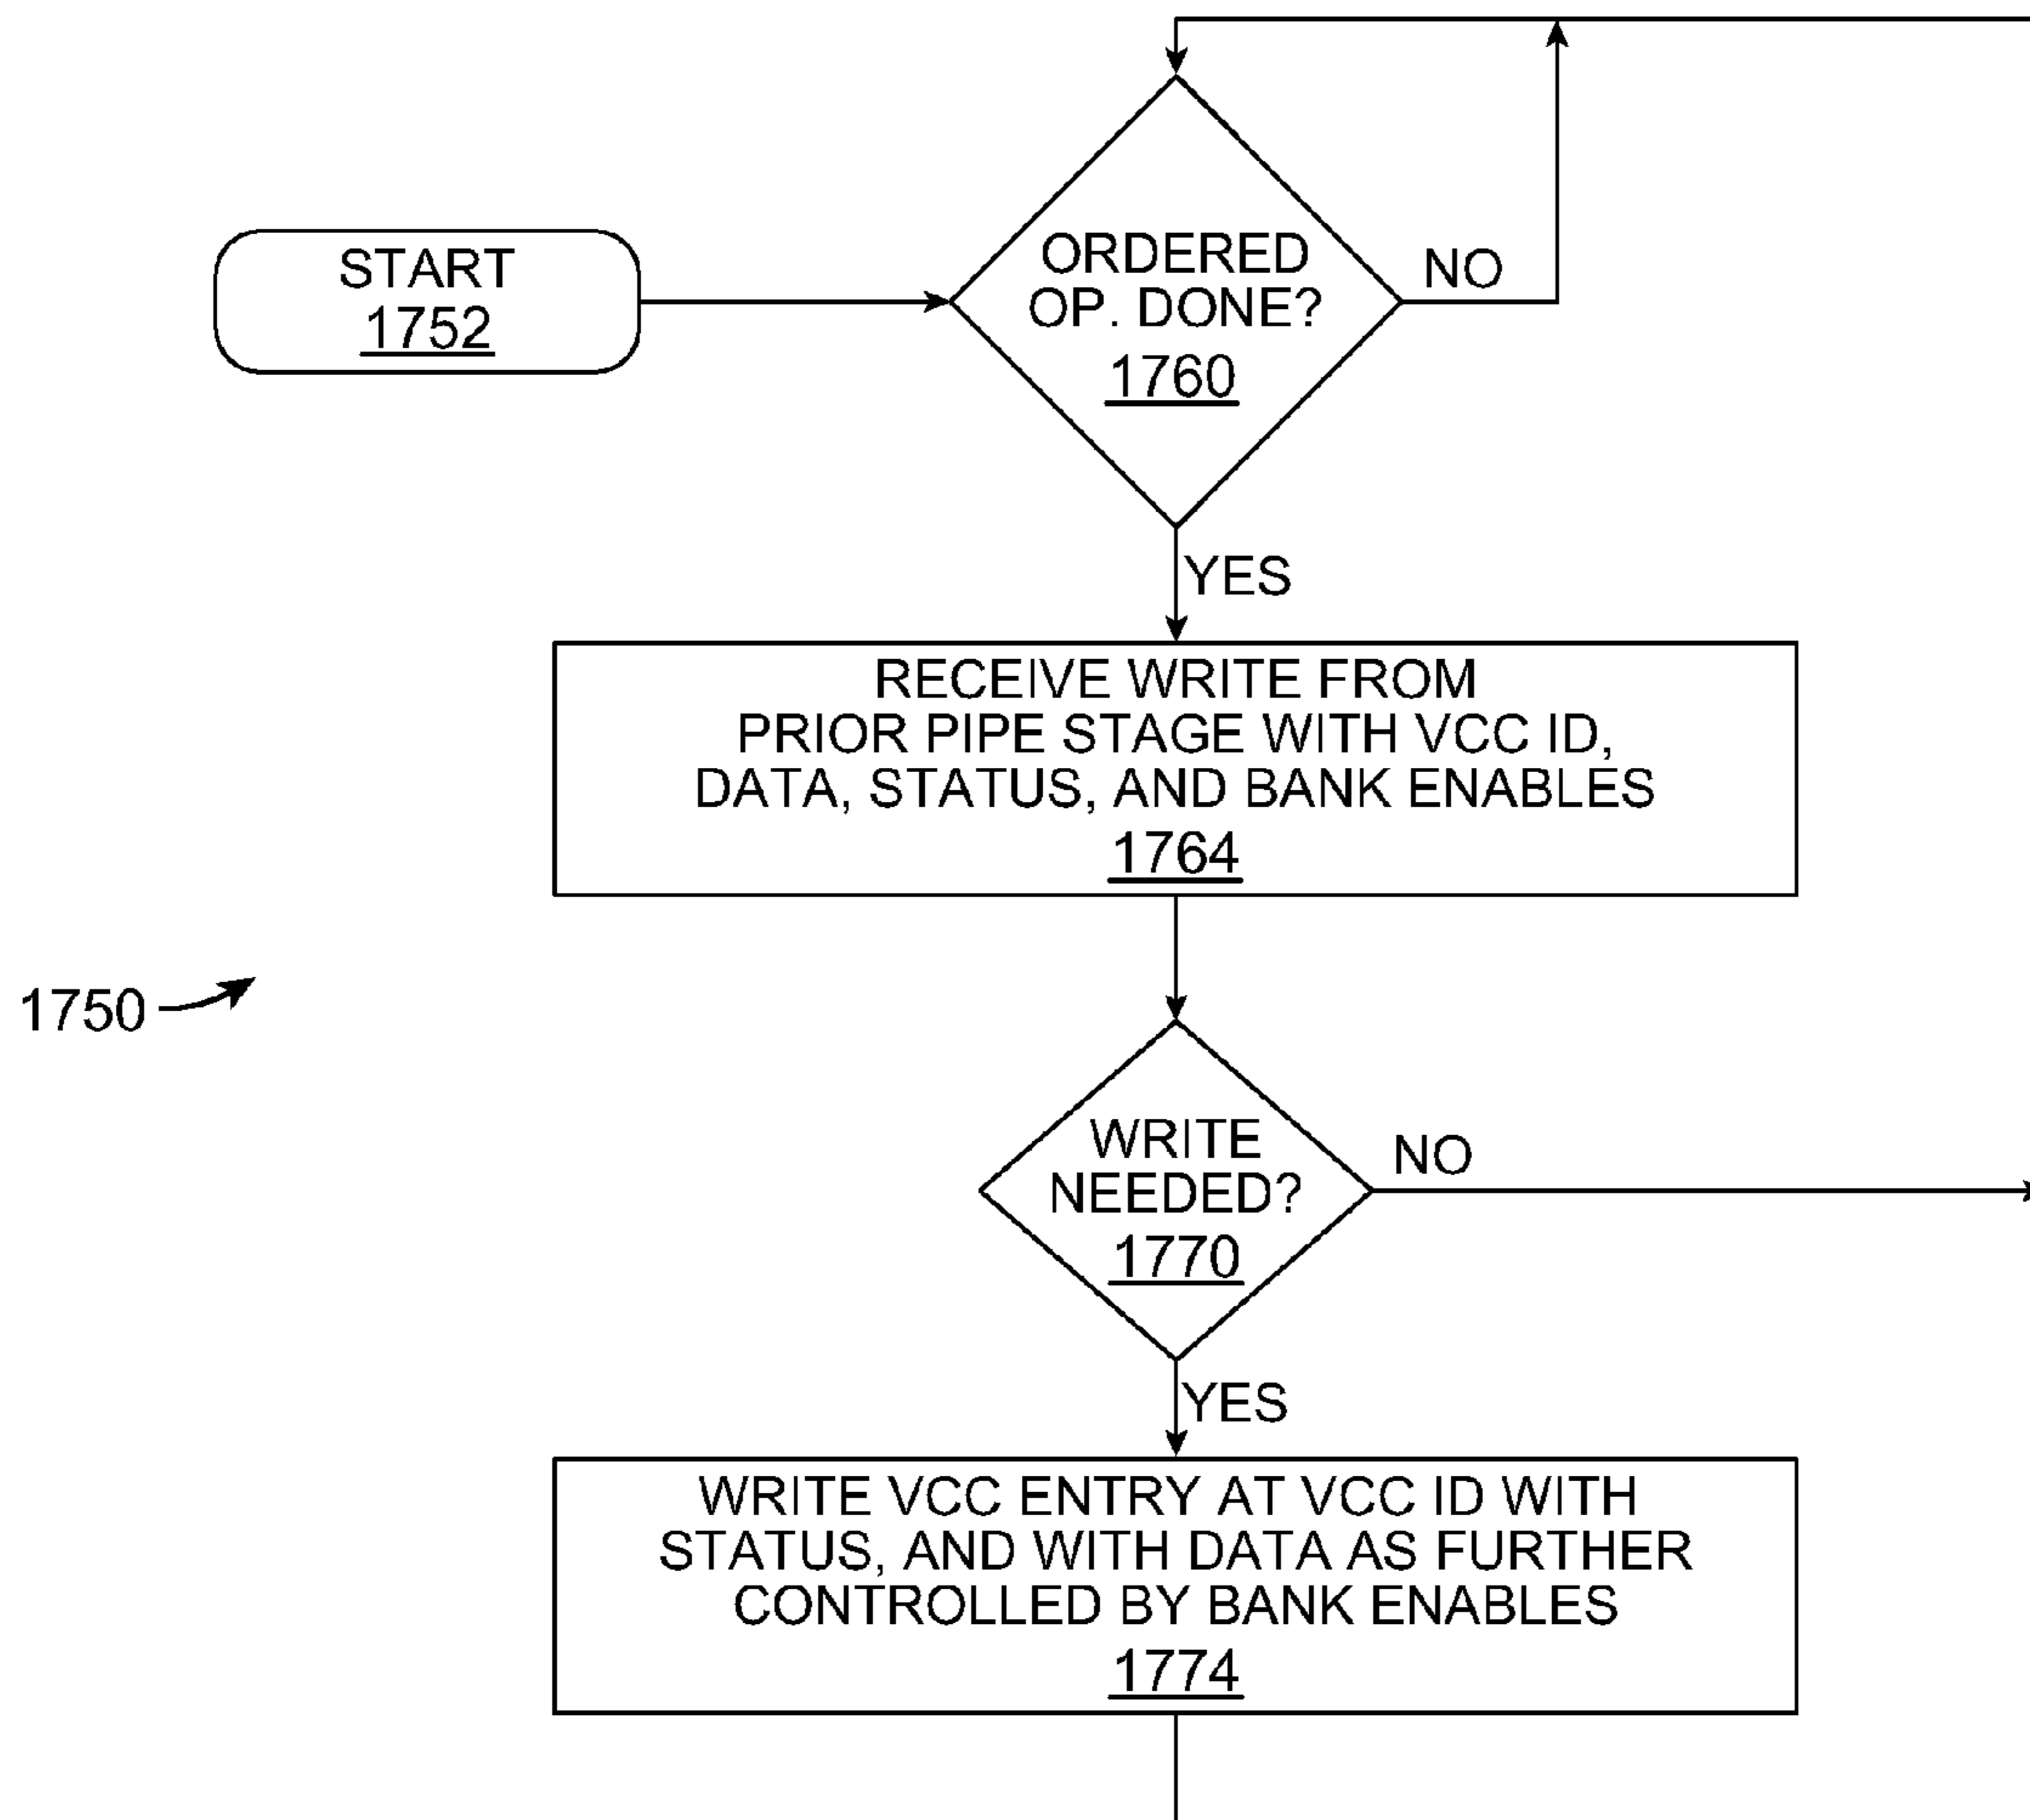 START
1752
ORDERED
OP. DONE?
1760
NO
YES
RECEIVE WRITE FROM
PRIOR PIPE STAGE WITH VCC ID,
DATA, STATUS, AND BANK ENABLES
1764
1750
WRITE
NEEDED?
1770
NO
YES
WRITE VCC ENTRY AT VCC ID WITH
STATUS, AND WITH DATA AS FURTHER
CONTROLLED BY BANK ENABLES
1774